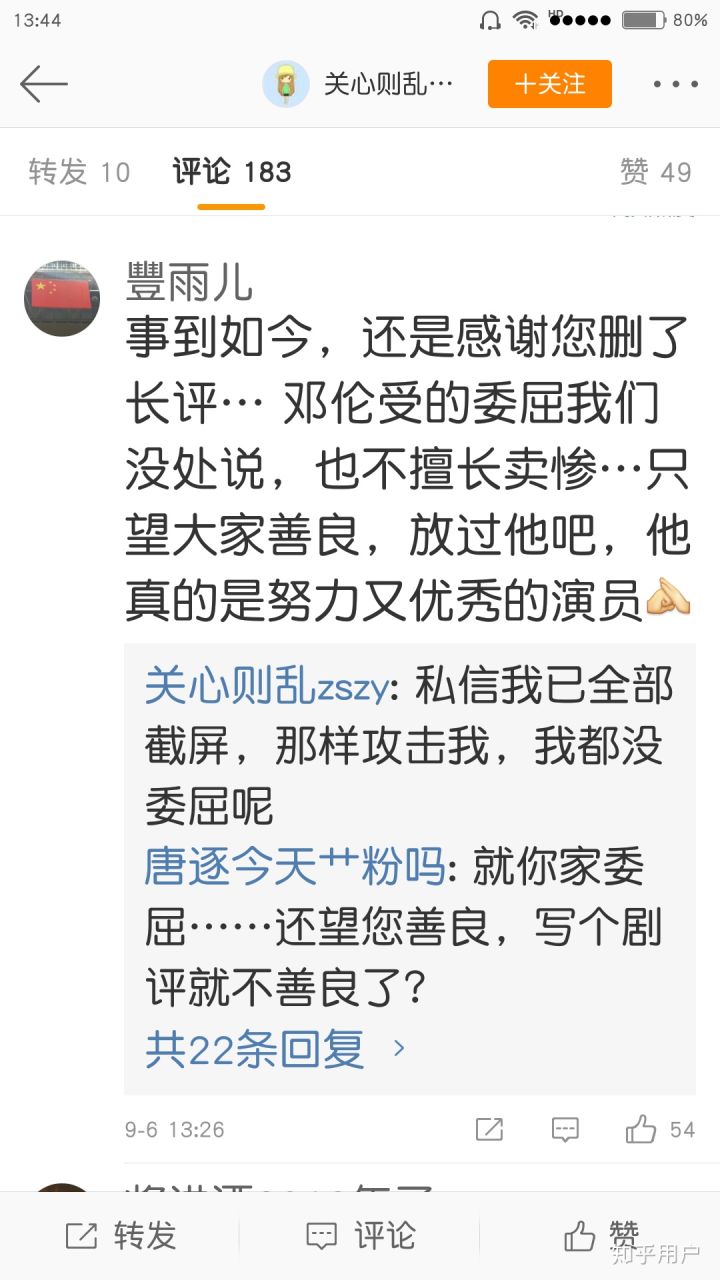 13:44
HD
80%
关心则乱…
+关注
转发 10
评论 183
赞 49
豐雨儿
事到如今，还是感谢您删了
长评… 邓伦受的委屈我们
没处说，也不擅长卖惨…只
望大家善良，放过他吧，他
真的是努力又优秀的演员
关心则乱zszy: 私信我已全部
截屏，那样攻击我，我都没
委屈呢
唐逐今天艹粉吗: 就你家委
屈……还望您善良，写个剧
评就不善良了?
共22条回复 >
9-6 13:26
54
转发
评论
赞
知乎用户